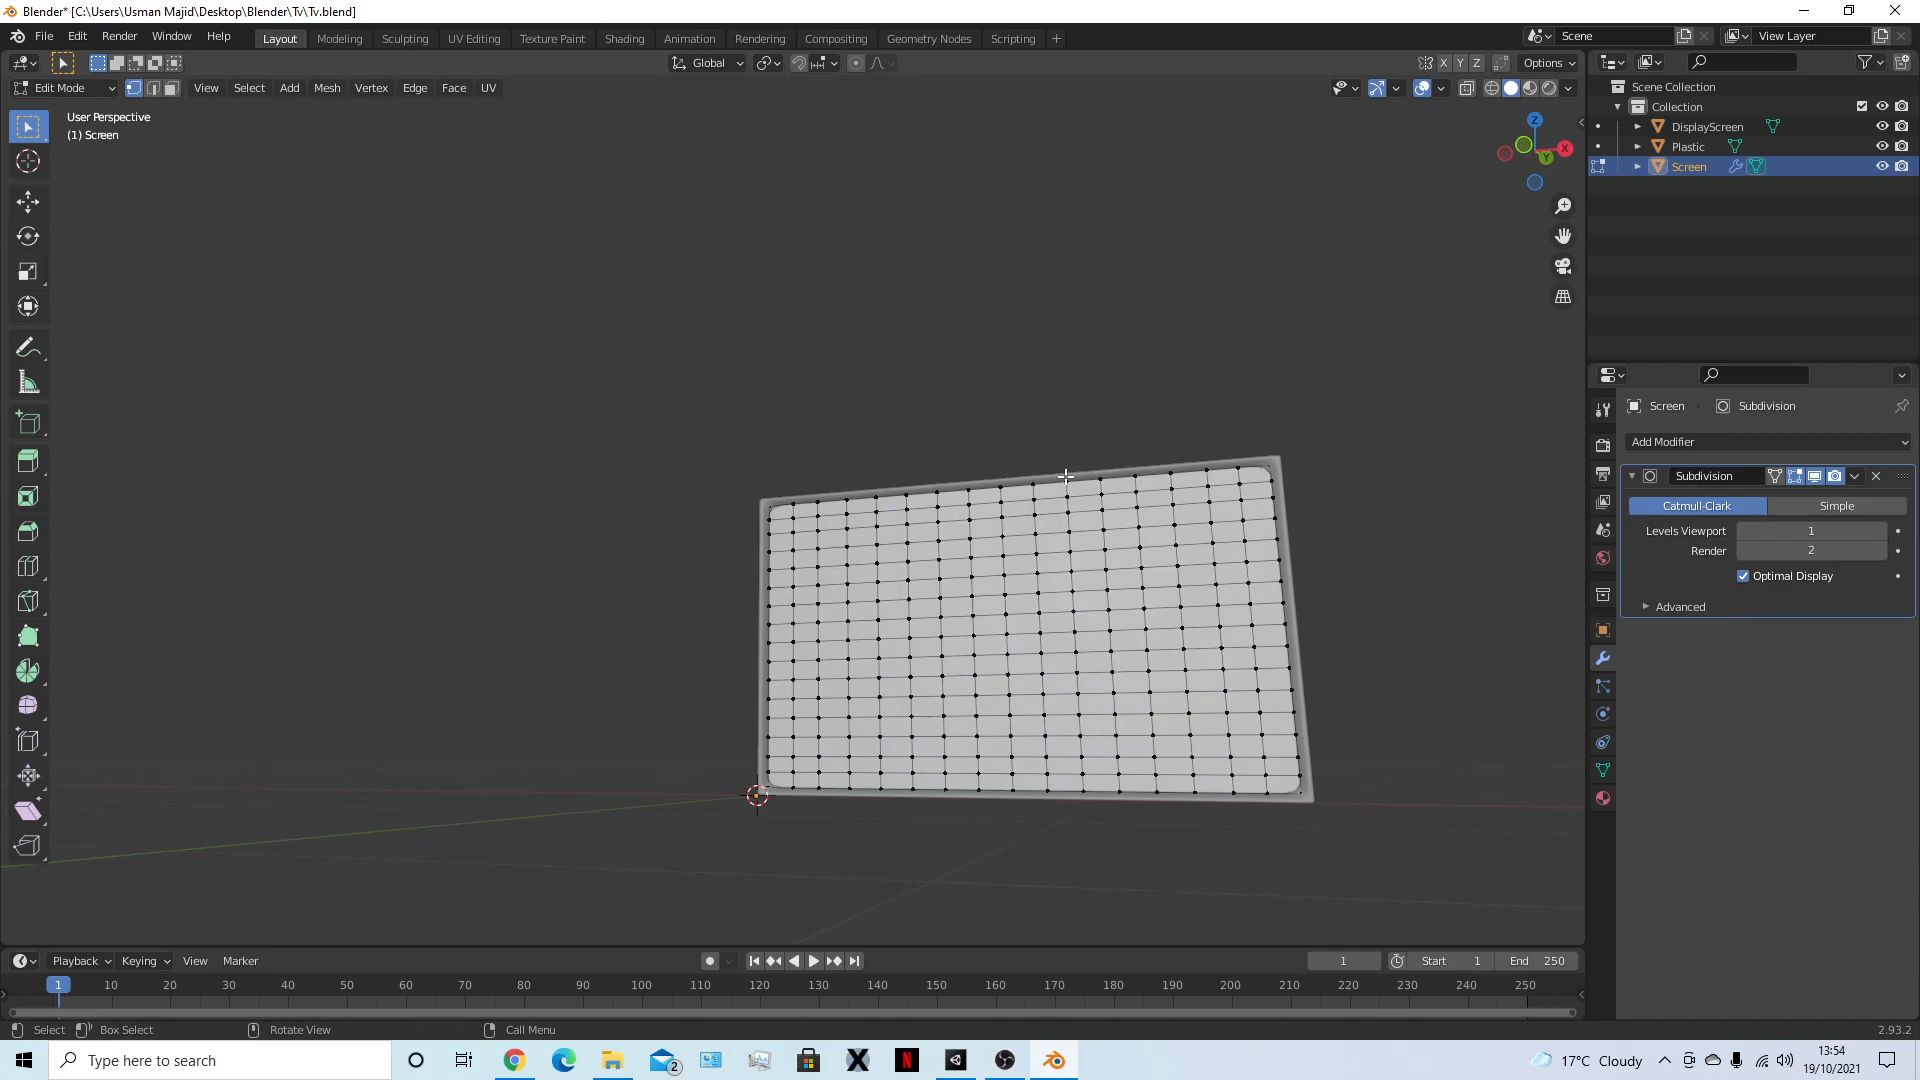 Blender* [C:\Users\Usman Majid\Desktop\Blender\Tv\Tv.blend]
File Edit Render Window Help Layout Modeling Sculpting UV Editing Texture Paint Shading Animation Rendering Compositing Geometry Nodes Scripting + Scene View Layer
Global X Y Z Options
Edit Mode View Select Add Mesh Vertex Edge Face UV
User Perspective
(1) Screen
Z
X
Y
Scene Collection
Collection
DisplayScreen
Plastic
Screen
Screen Subdivision
Add Modifier
Subdivision
Catmull-Clark Simple
Levels Viewport 1
Render 2
Optimal Display
Advanced
Playback Keying View Marker 1 Start 1 End 250
1 10 20 30 40 50 60 70 80 90 100 110 120 130 140 150 160 170 180 190 200 210 220 230 240 250
Select Box Select Rotate View Call Menu 2.93.2
Type here to search 2 N 17°C Cloudy 13:54
19/10/2021